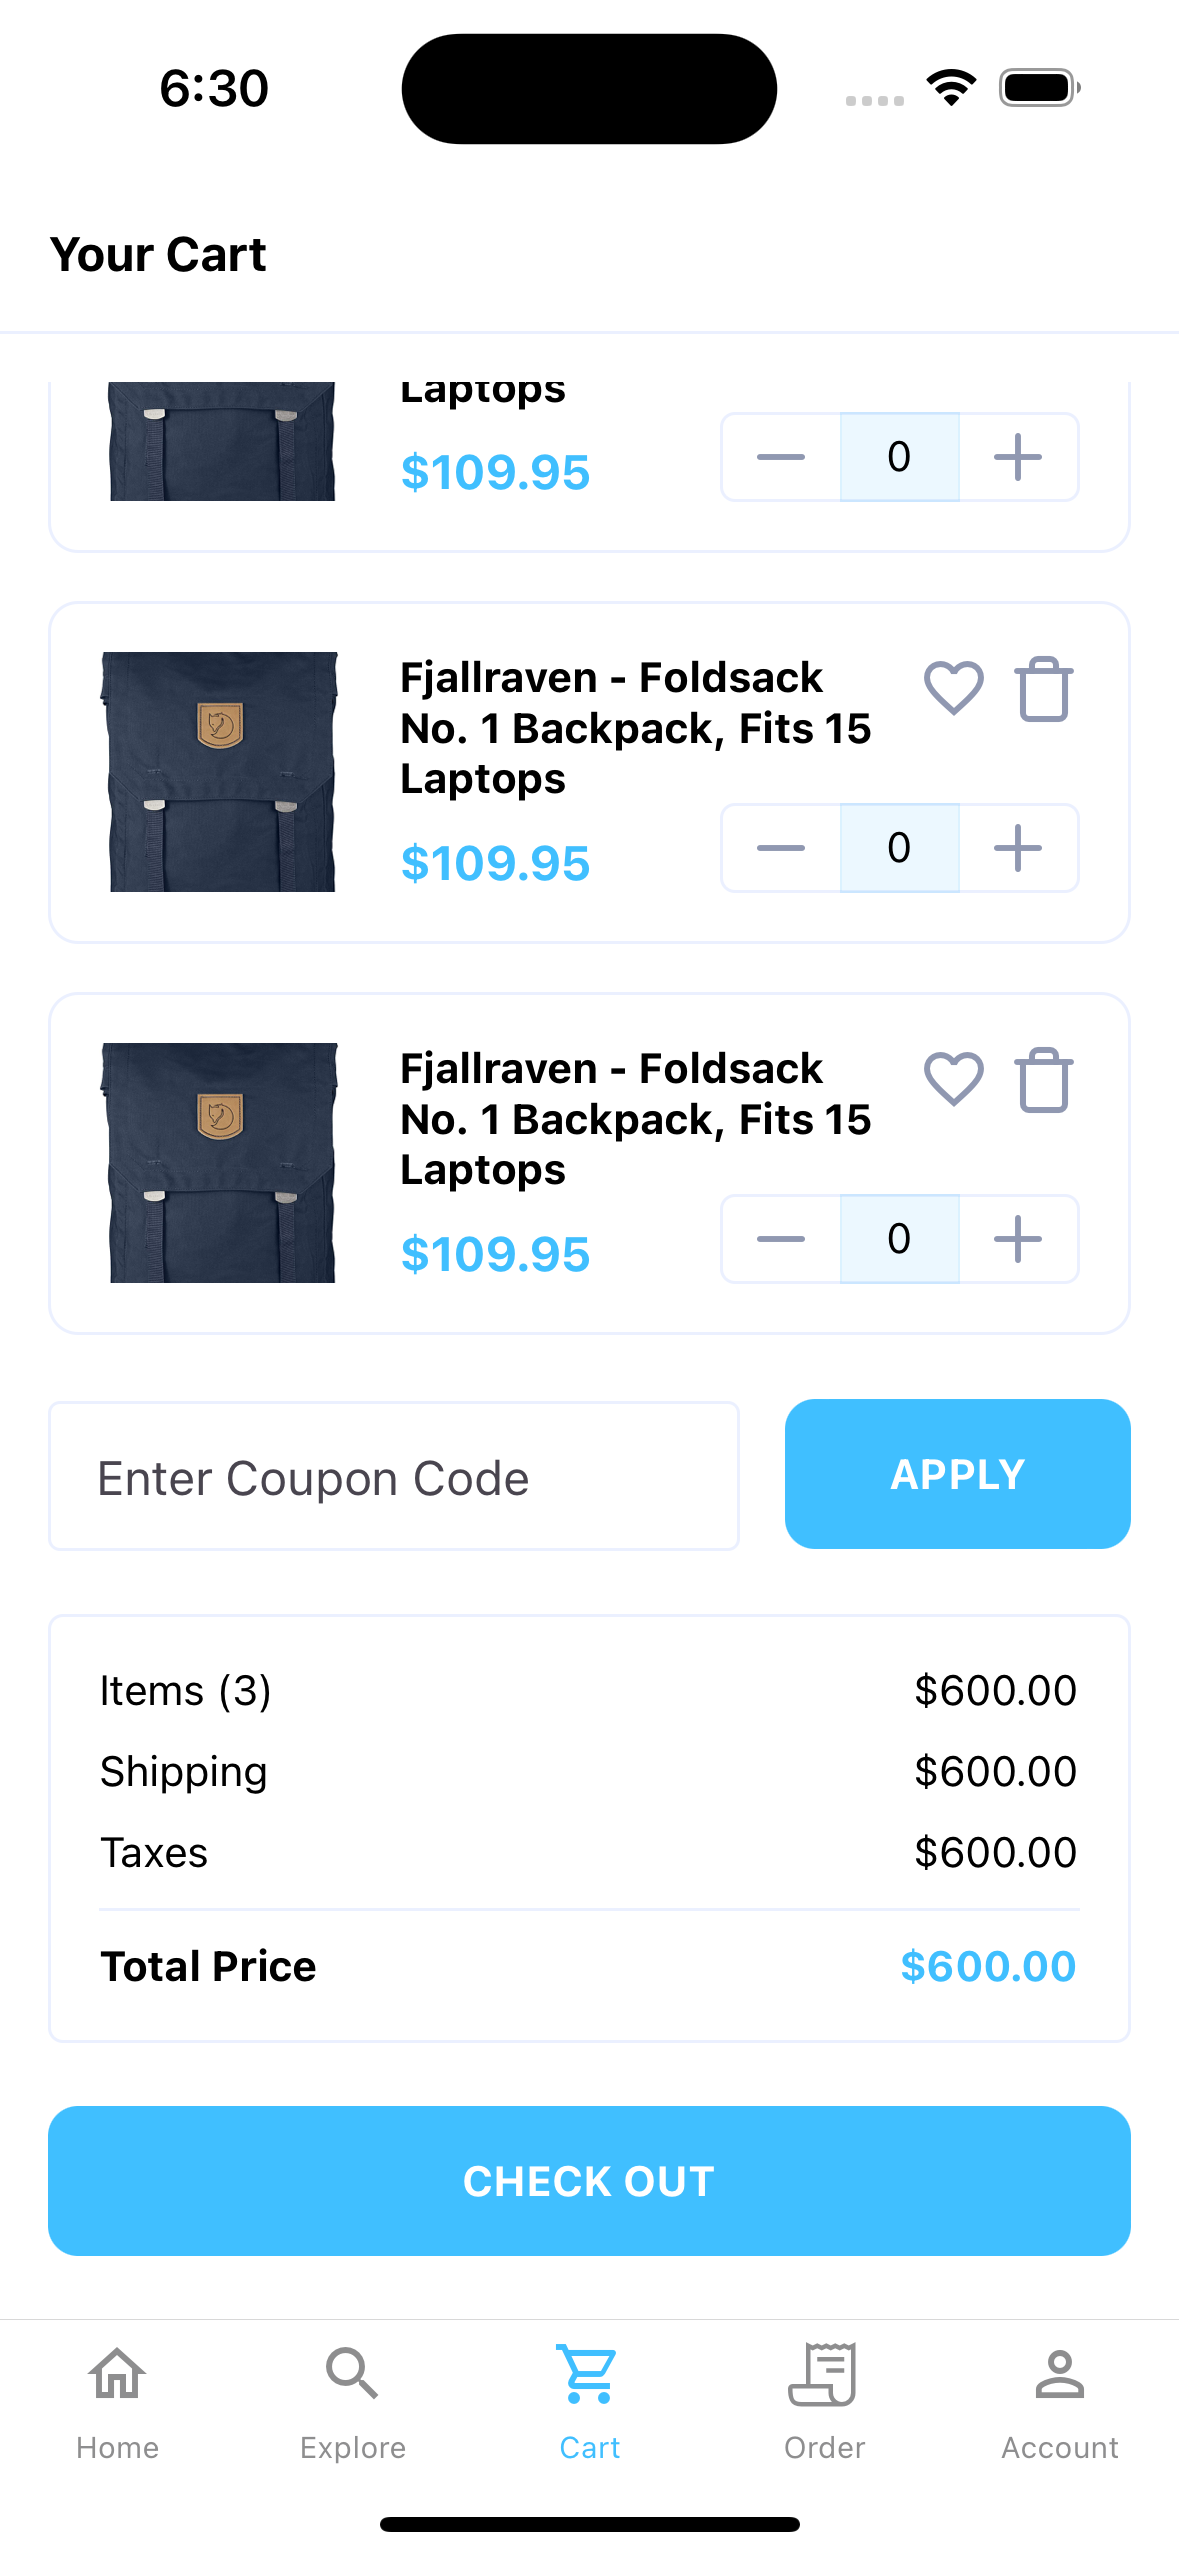 6:30
Your Cart
Laptops
$109.95
0
Fjallraven - Foldsack
No. 1 Backpack, Fits 15
Laptops
$109.95
0
Fjallraven - Foldsack
No. 1 Backpack, Fits 15
Laptops
$109.95
0
Enter Coupon Code
APPLY
Items (3)
$600.00
Shipping
$600.00
Taxes
$600.00
Total Price
$600.00
CHECK OUT
Home
Explore
Cart
Order
Account